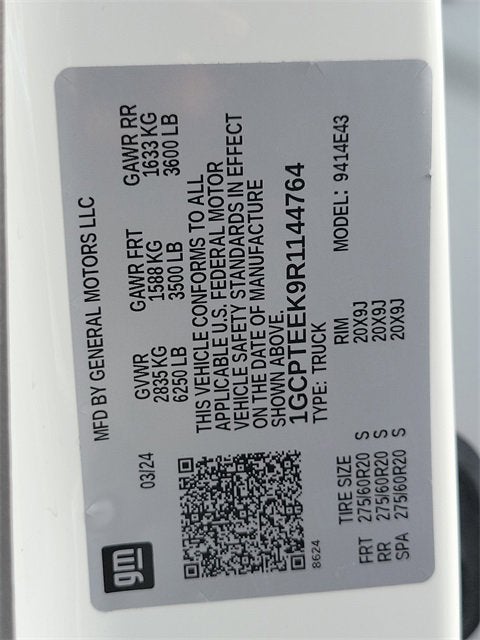 gm
03/24
MFD BY GENERAL MOTORS LLC
GVWR GAWR FRT GAWR RR
2835 KG 1588 KG 1633 KG
6250 LB 3500 LB 3600 LB
THIS VEHICLE CONFORMS TO ALL
APPLICABLE U.S. FEDERAL MOTOR
VEHICLE SAFETY STANDARDS IN EFFECT
ON THE DATE OF MANUFACTURE
SHOWN ABOVE.
1GCPTEEK9R1144764
TYPE: TRUCK MODEL: 9414E43
8624
TIRE SIZE RIM
FRT 275/60R20 S 20X9J
RR 275/60R20 S 20X9J
SPA 275/60R20 S 20X9J